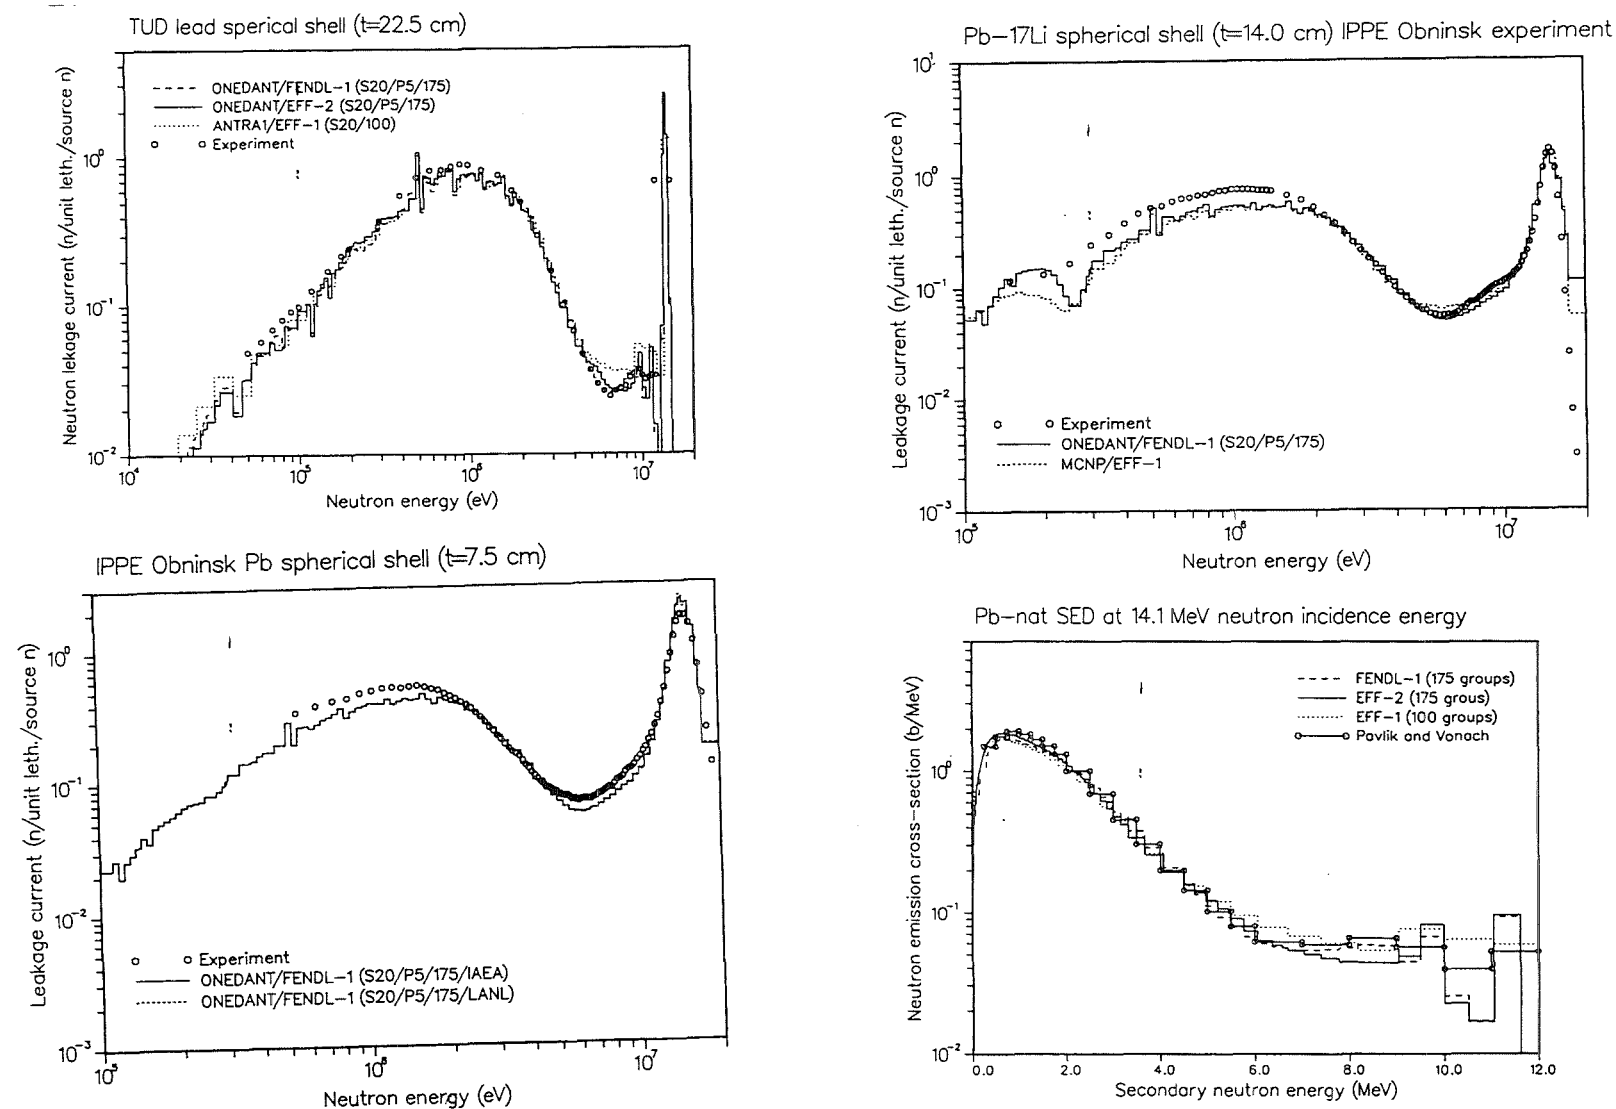 TUD lead sperical shell (t=22.5 cm)
Neutron lekage current (n/unit leth./source n)
ONEDANT/FENDL-1 (S20/P5/175)
ONEDANT/EFF-2 (S20/P5/175)
ANTRA1/EFF-1 (S20/100)
Experiment
10⁰
10⁻¹
10⁻²
10⁴ 10⁵ 10⁶ 10⁷
Neutron energy (eV)
Pb-17Li spherical shell (t=14.0 cm) IPPE Obninsk experiment
Leakage current (n/unit leth./source n)
10¹
10⁰
10⁻¹
10⁻²
10⁻³
Experiment
ONEDANT/FENDL-1 (S20/P5/175)
MCNP/EFF-1
10⁵ 10⁶ 10⁷
Neutron energy (eV)
IPPE Obninsk Pb spherical shell (t=7.5 cm)
Leakage current (n/unit leth./source n)
10⁰
10⁻¹
10⁻²
10⁻³
Experiment
ONEDANT/FENDL-1 (S20/P5/175/IAEA)
ONEDANT/FENDL-1 (S20/P5/175/LANL)
10⁵ 10⁶ 10⁷
Neutron energy (eV)
Pb-nat SED at 14.1 MeV neutron incidence energy
Neutron emission cross-section (b/MeV)
FENDL-1 (175 groups)
EFF-2 (175 grous)
EFF-1 (100 groups)
Pavlik and Vonach
10⁰
10⁻¹
10⁻²
0.0 2.0 4.0 6.0 8.0 10.0 12.0
Secondary neutron energy (MeV)